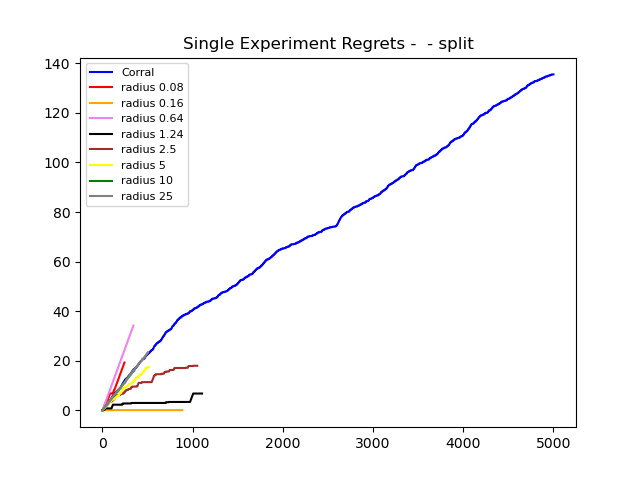 Single Experiment Regrets -  - split
140
120
100
80
60
40
20
0
Corral
radius 0.08
radius 0.16
radius 0.64
radius 1.24
radius 2.5
radius 5
radius 10
radius 25
0 1000 2000 3000 4000 5000